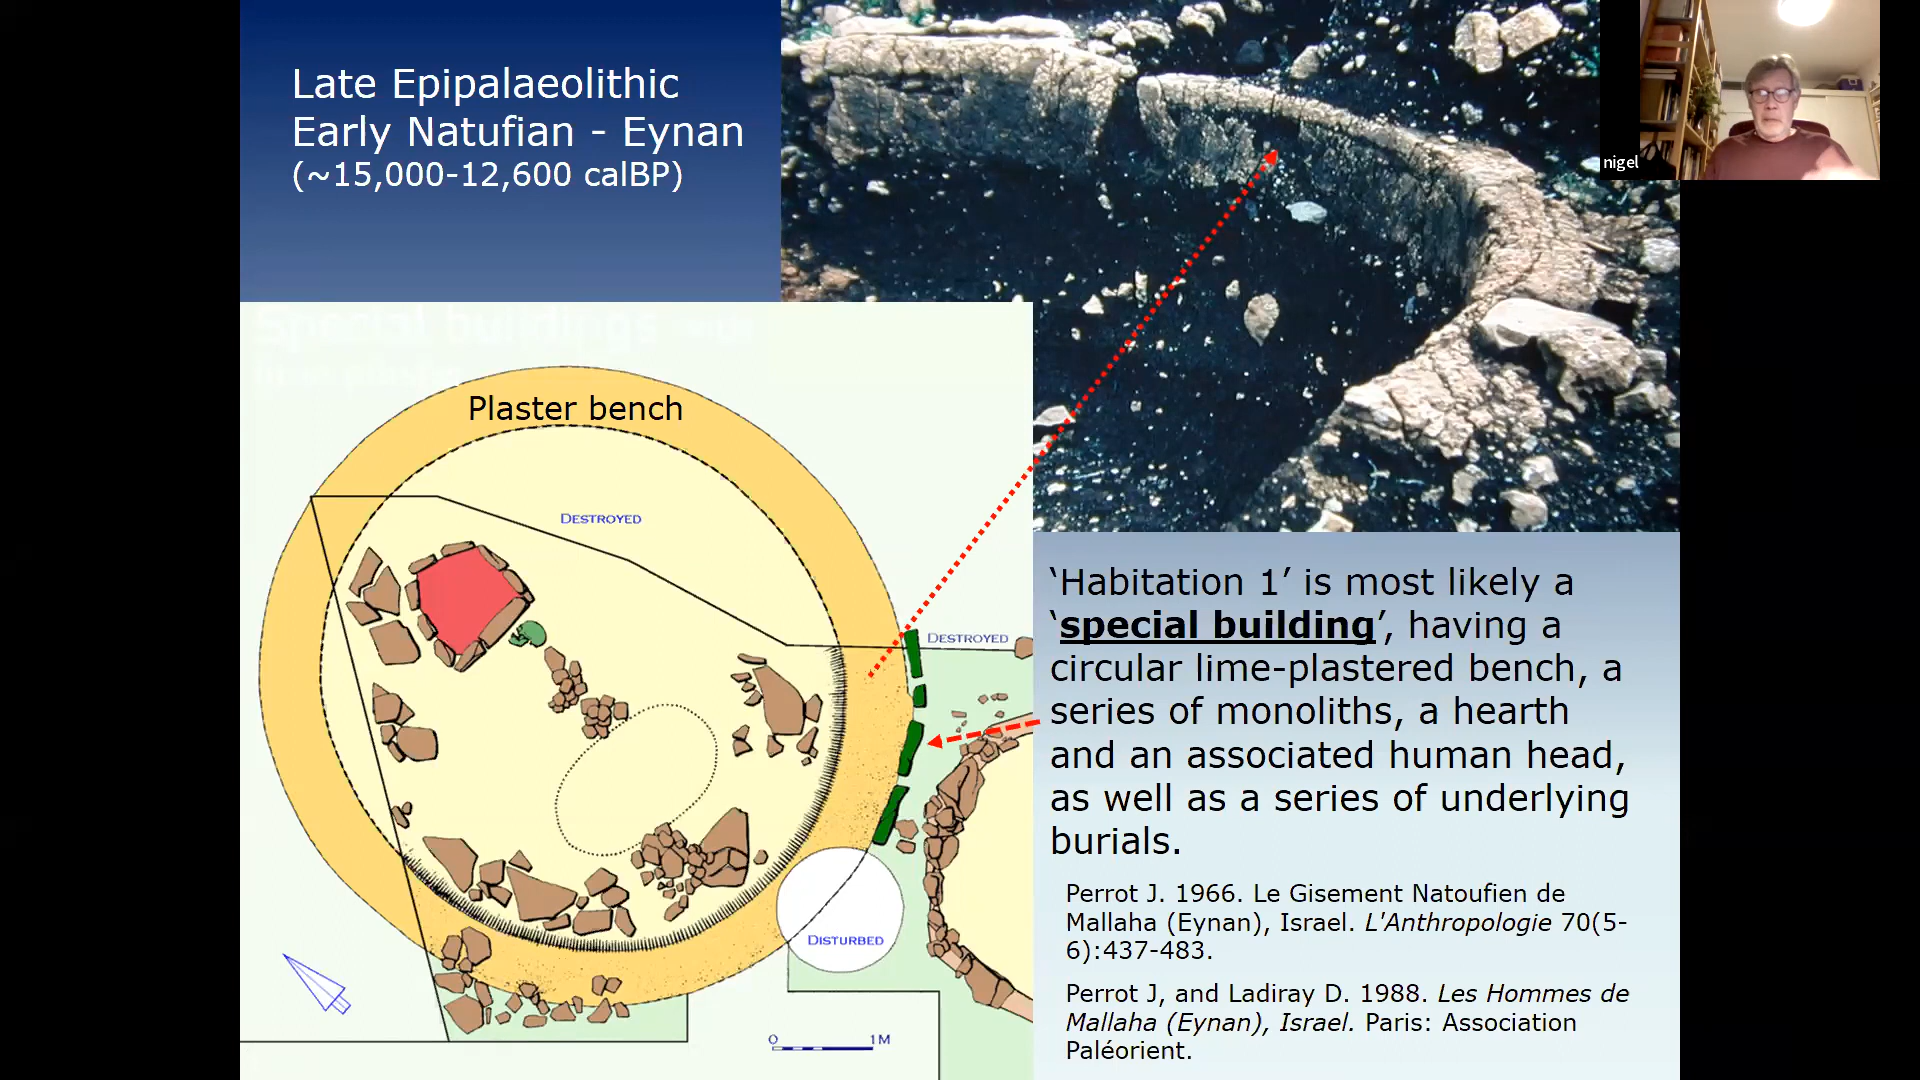 Late Epipalaeolithic
Early Natufian - Eynan
(~15,000-12,600 calBP)
nigel
Special buildings
Plaster bench
DESTROYED
DESTROYED
DISTURBED
0 1M
‘Habitation 1’ is most likely a
‘special building’, having a
circular lime-plastered bench, a
series of monoliths, a hearth
and an associated human head,
as well as a series of underlying
burials.
Perrot J. 1966. Le Gisement Natoufien de
Mallaha (Eynan), Israel. L'Anthropologie 70(5-
6):437-483.
Perrot J, and Ladiray D. 1988. Les Hommes de
Mallaha (Eynan), Israel. Paris: Association
Paléorient.